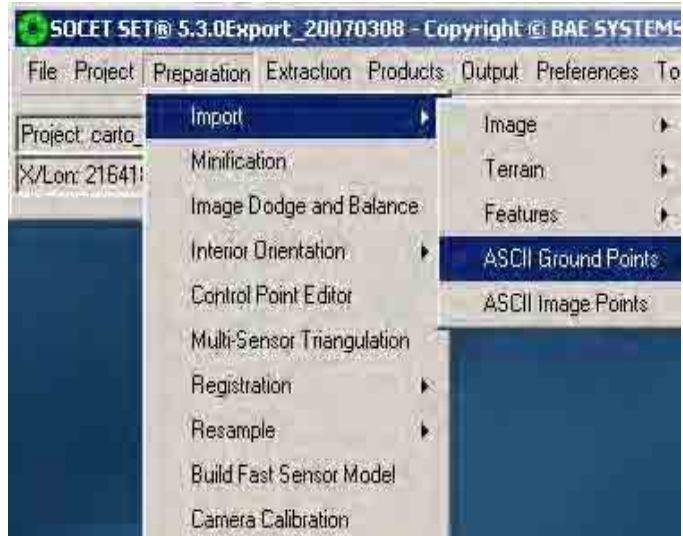 SOCET SET® 5.3.0Export_20070308 - Copyright © BAE SYSTEMS
File Project Preparation Extraction Products Output Preferences To
Project: carto_
X/Lon: 21641
Import
Minification
Image Dodge and Balance
Interior Orientation
Control Point Editor
Multi-Sensor Triangulation
Registration
Resample
Build Fast Sensor Model
Camera Calibration
Image
Terrain
Features
ASCII Ground Points
ASCII Image Points